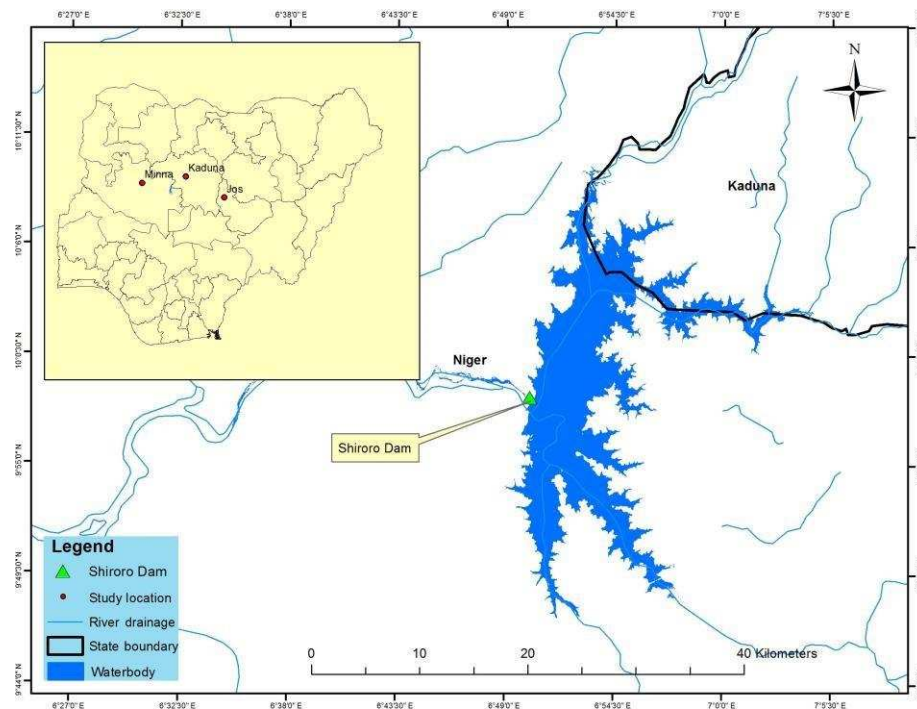 6°27'0" E 6°32'30" E 6°38'0" E 6°43'30" E 6°49'0" E 6°54'30" E 7°0'0" E 7°5'30" E
N
10°11'30" N
10°6'0" N
10°0'30" N
9°55'0" N
9°49'30" N
9°44'0" N
Minna
Kaduna
Jos
Kaduna
Niger
Shiroro Dam
Legend
Shiroro Dam
Study location
River drainage
State boundary
Waterbody
0 10 20 40 Kilometers
6°27'0" E 6°32'30" E 6°38'0" E 6°43'30" E 6°49'0" E 6°54'30" E 7°0'0" E 7°5'30" E